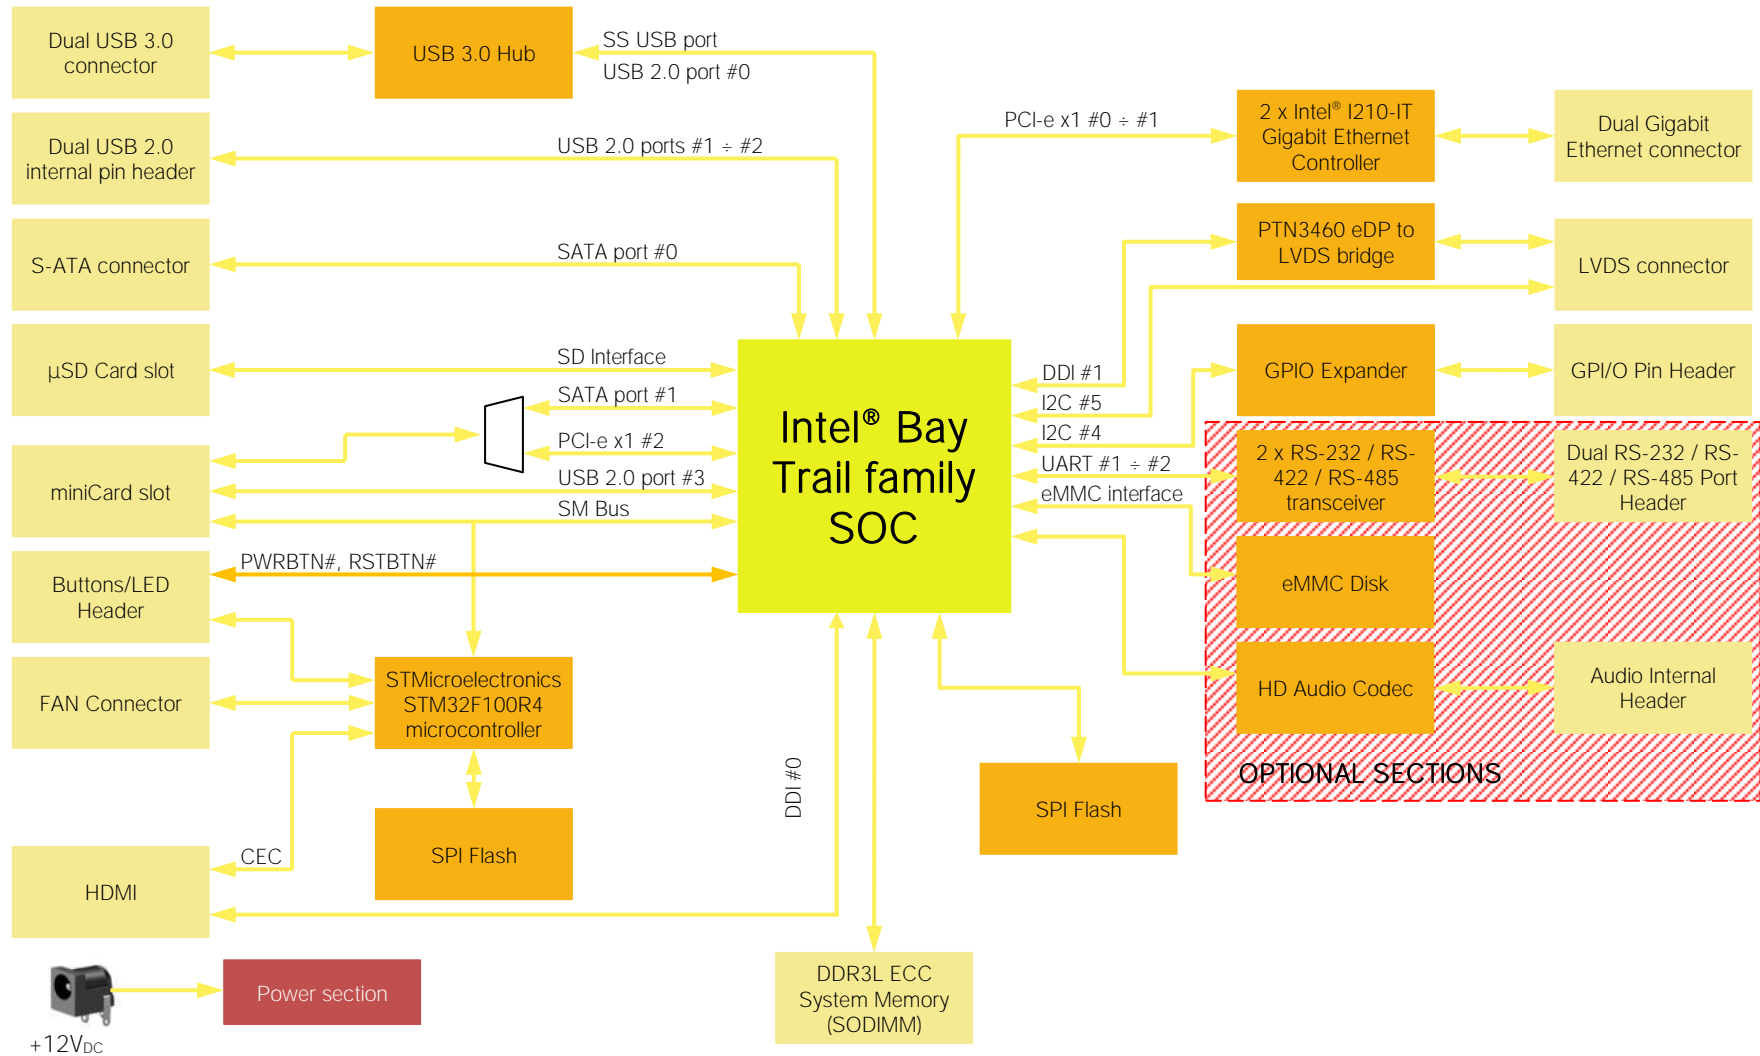 Dual USB 3.0
connector
USB 3.0 Hub
SS USB port
USB 2.0 port #0
Dual USB 2.0
internal pin header
USB 2.0 ports #1 ÷ #2
S-ATA connector
SATA port #0
µSD Card slot
SD Interface
SATA port #1
PCI-e x1 #2
miniCard slot
USB 2.0 port #3
SM Bus
Buttons/LED
Header
PWRBTN#, RSTBTN#
FAN Connector
STMicroelectronics
STM32F100R4
microcontroller
SPI Flash
HDMI
CEC
DDI #0
+12VDC
Power section
Intel® Bay
Trail family
SOC
DDR3L ECC
System Memory
(SODIMM)
SPI Flash
PCI-e x1 #0 ÷ #1
2 x Intel® I210-IT
Gigabit Ethernet
Controller
Dual Gigabit
Ethernet connector
PTN3460 eDP to
LVDS bridge
LVDS connector
DDI #1
I2C #5
I2C #4
UART #1 ÷ #2
eMMC interface
GPIO Expander
GPI/O Pin Header
2 x RS-232 / RS-
422 / RS-485
transceiver
Dual RS-232 / RS-
422 / RS-485 Port
Header
eMMC Disk
HD Audio Codec
Audio Internal
Header
OPTIONAL SECTIONS